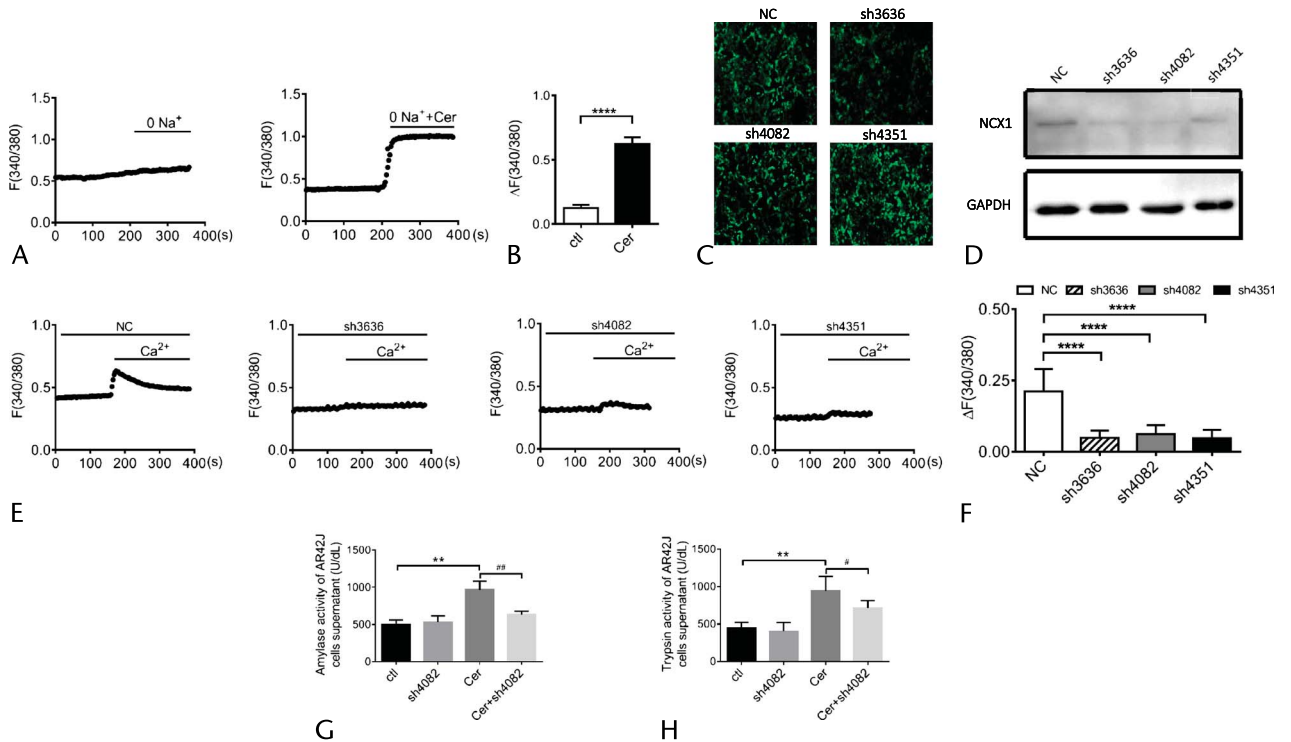 NC sh3636
sh4082 sh4351
NC sh3636 sh4082 sh4351
NCX1
GAPDH
F(340/380)
1.5
1.0
0.5
0.0
0 Na+
0 100 200 300 400(s)
A
F(340/380)
1.5
1.0
0.5
0.0
0 Na++Cer
0 100 200 300 400(s)
ΔF(340/380)
1.0
0.5
0.0
****
ctl Cer
B
C
D
F(340/380)
1.0
0.5
0.0
NC
Ca2+
0 100 200 300 400(s)
F(340/380)
1.0
0.5
0.0
sh3636
Ca2+
0 100 200 300 400(s)
F(340/380)
1.0
0.5
0.0
sh4082
Ca2+
0 100 200 300 400(s)
F(340/380)
1.0
0.5
0.0
sh4351
Ca2+
0 100 200 300 400(s)
E
NC sh3636 sh4082 sh4351
ΔF(340/380)
0.50
0.25
0.00
****
****
****
NC sh3636 sh4082 sh4351
F
Amylase activity of AR42J
cells supernatant (U/dL)
1500
1000
500
0
**
##
ctl sh4082 Cer Cer+sh4082
G
Trypsin activity of AR42J
cells supernatant (U/dL)
1500
1000
500
0
**
#
ctl sh4082 Cer Cer+sh4082
H